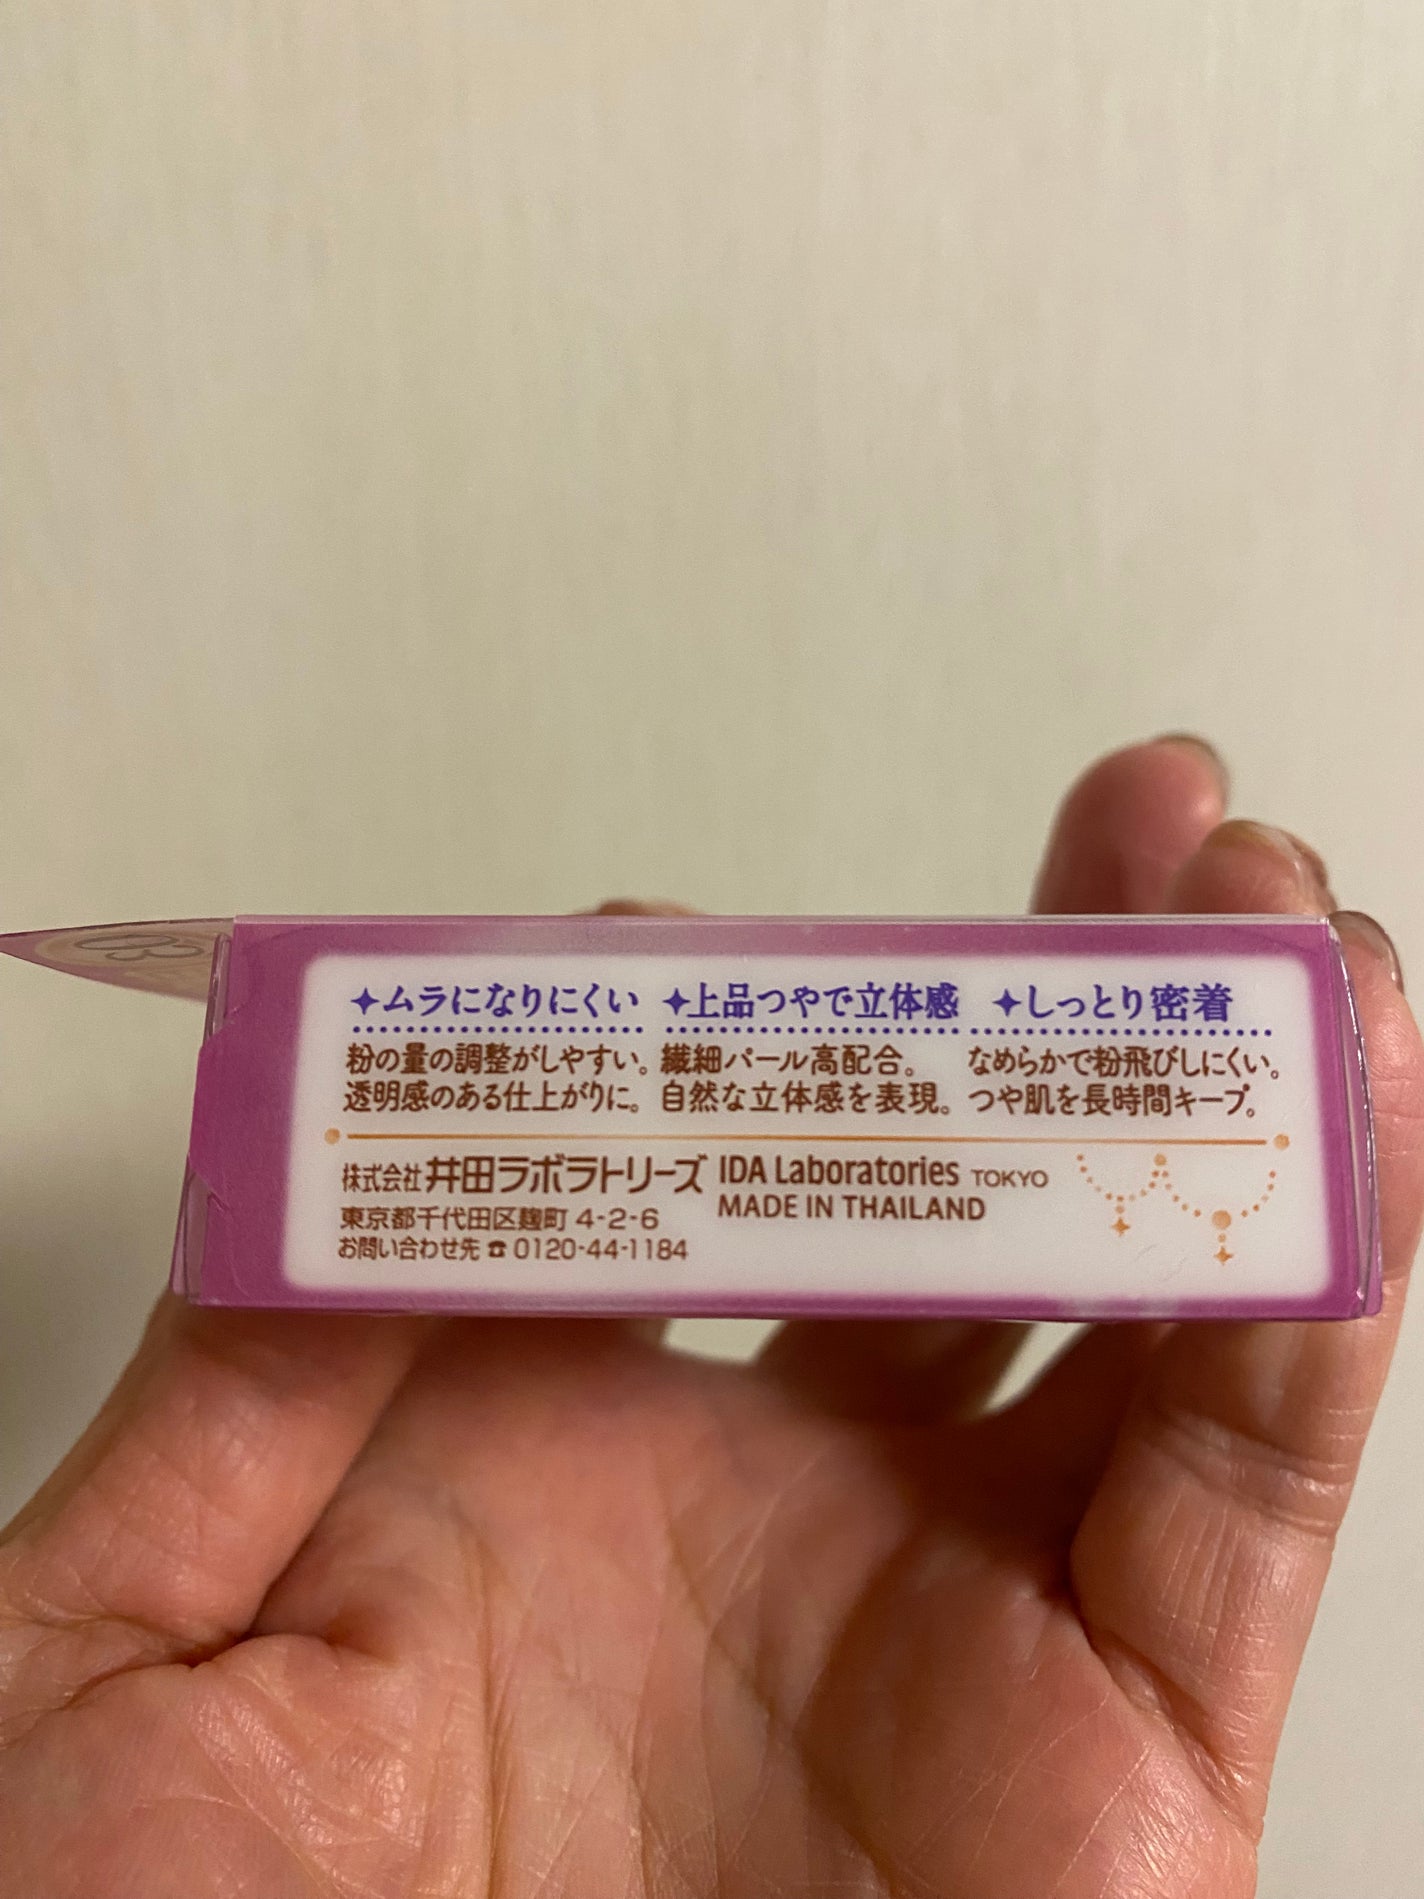 03
✦ムラになりにくい
粉の量の調整がしやすい。
透明感のある仕上がりに。
✦上品つやで立体感
繊細パール高配合。
自然な立体感を表現。
✦しっとり密着
なめらかで粉飛びしにくい。
つや肌を長時間キープ。
株式会社井田ラボラトリーズ
東京都千代田区麹町 4-2-6
お問い合わせ先 ☎ 0120-44-1184
IDA Laboratories TOKYO
MADE IN THAILAND